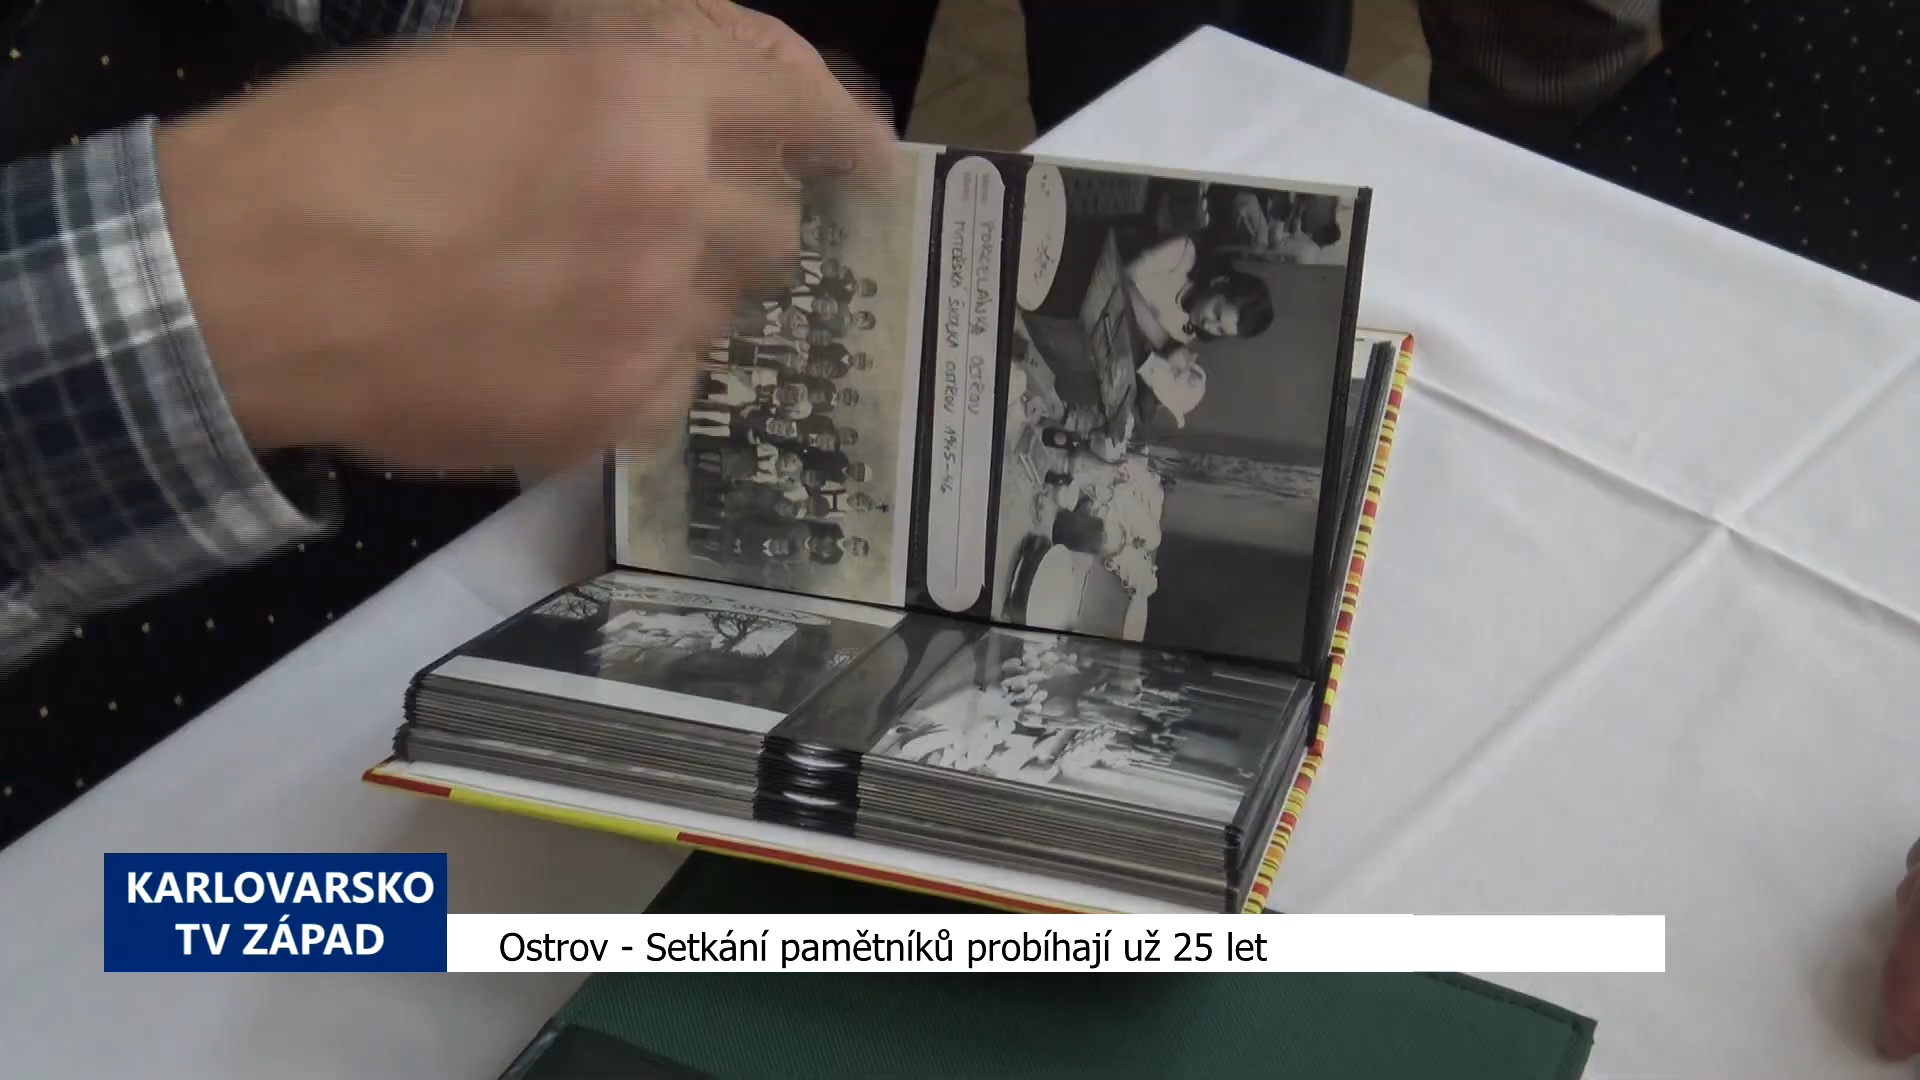 PORCELÁNKA OSTROV
MATEŘSKÁ ŠKOLKA OSTROV 1945-46
KARLOVARSKO
TV ZÁPAD
Ostrov - Setkání pamětníků probíhají už 25 let